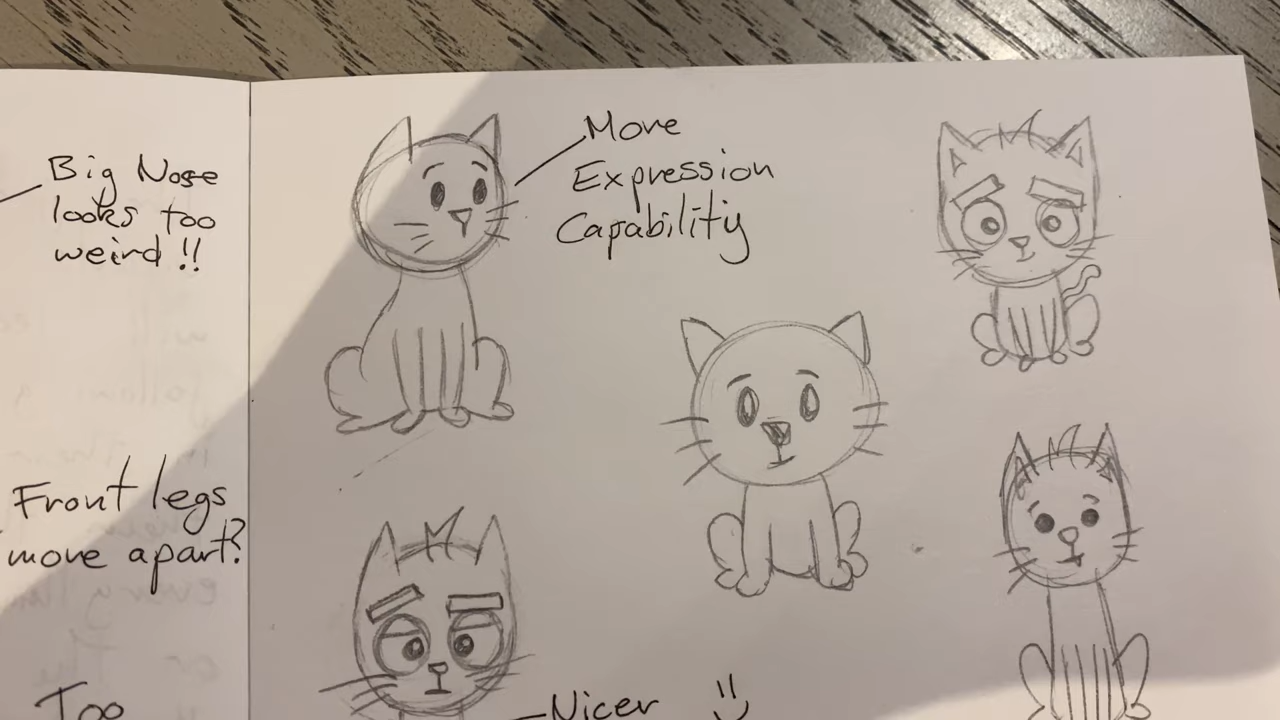 Big Nose
looks too
weird !!
Front legs
move apart?
Too
More
Expression
Capability
Nicer